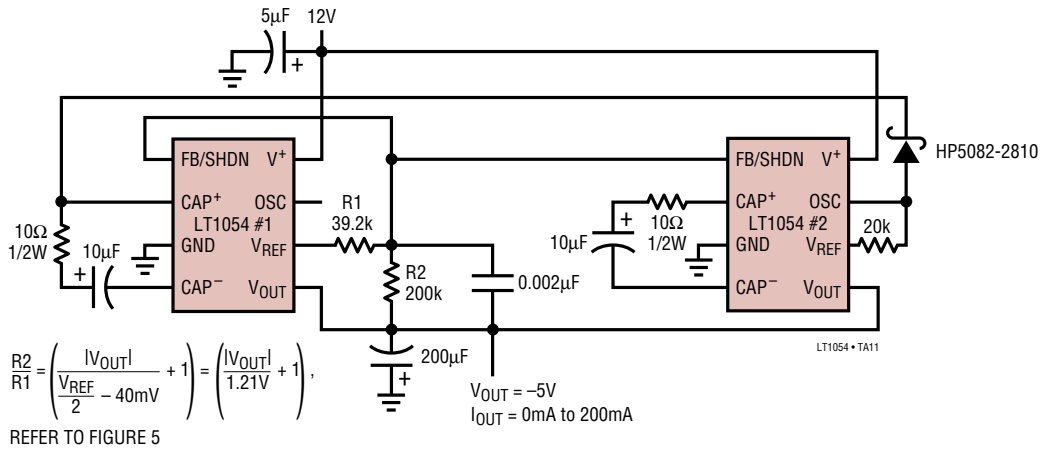 5μF 12V
FB/SHDN V+
CAP+ OSC
LT1054 #1
GND VREF
CAP− VOUT
10Ω
1/2W
10μF
+
+
R1
39.2k
R2
200k
0.002μF
200μF
+
FB/SHDN V+
CAP+ OSC
LT1054 #2
GND VREF
CAP− VOUT
+
10μF
10Ω
1/2W
20k
HP5082-2810
LT1054 • TA11
VOUT = –5V
IOUT = 0mA to 200mA
R2/R1 = (|VOUT| / (VREF/2 – 40mV) + 1) = (|VOUT|/1.21V + 1),
REFER TO FIGURE 5